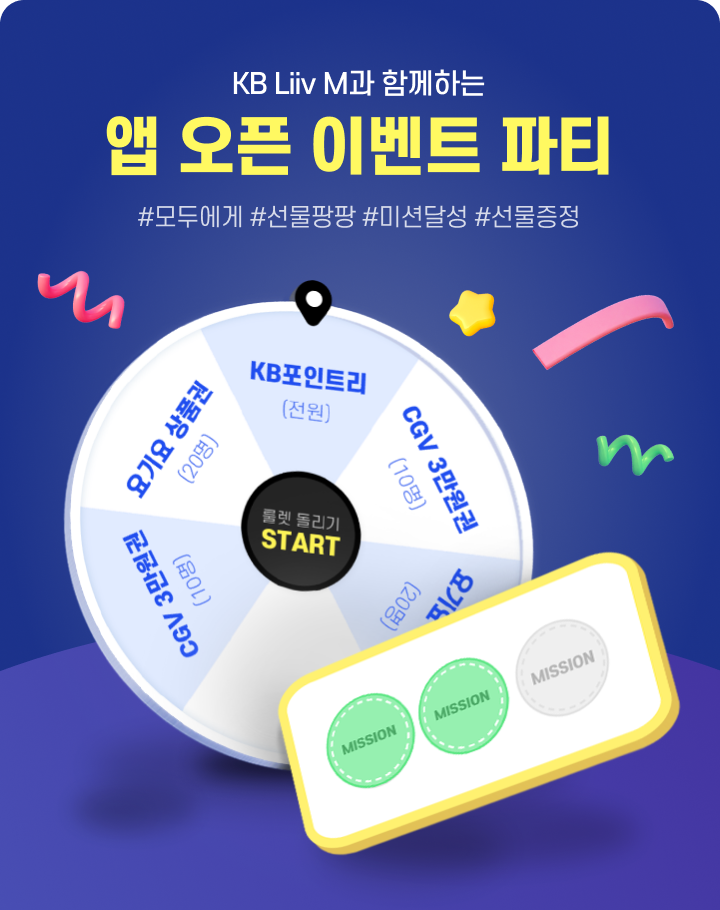 KB Liiv M과 함께하는
앱 오픈 이벤트 파티
#모두에게 #선물팡팡 #미션달성 #선물증정
KB포인트리
(전원)
요기요 상품권
(20명)
CGV 3만원권
(10명)
룰렛 돌리기
START
CGV 3만원권
(10명)
요기요
(20명)
MISSION
MISSION
MISSION